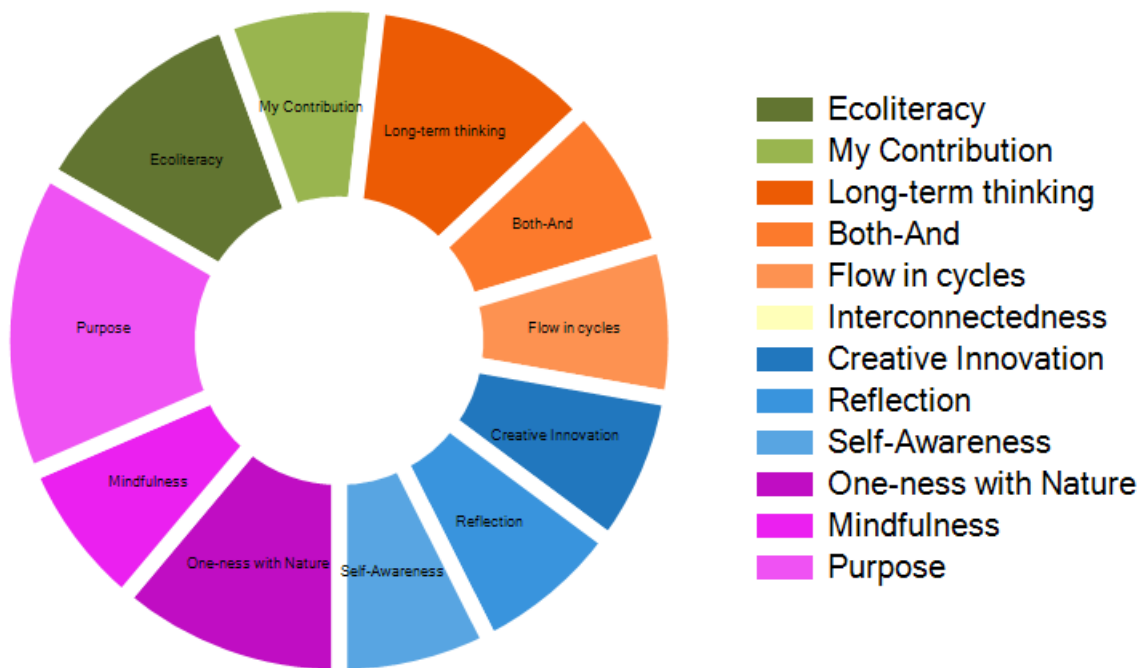 My Contribution
Long-term thinking
Ecoliteracy
Both-And
Purpose
Flow in cycles
Creative Innovation
Mindfulness
Reflection
One-ness with Nature
Self-Awareness
Ecoliteracy
My Contribution
Long-term thinking
Both-And
Flow in cycles
Interconnectedness
Creative Innovation
Reflection
Self-Awareness
One-ness with Nature
Mindfulness
Purpose